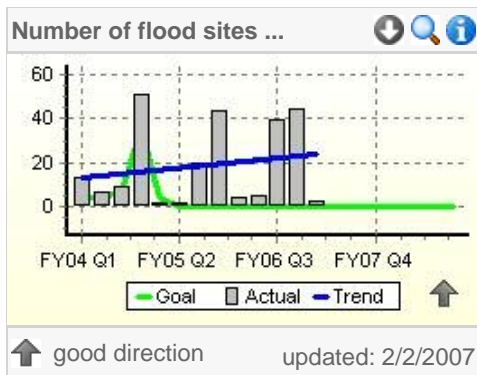 Number of flood sites ...
60
40
20
0
FY04 Q1 FY05 Q2 FY06 Q3 FY07 Q4
Goal Actual Trend
good direction updated: 2/2/2007